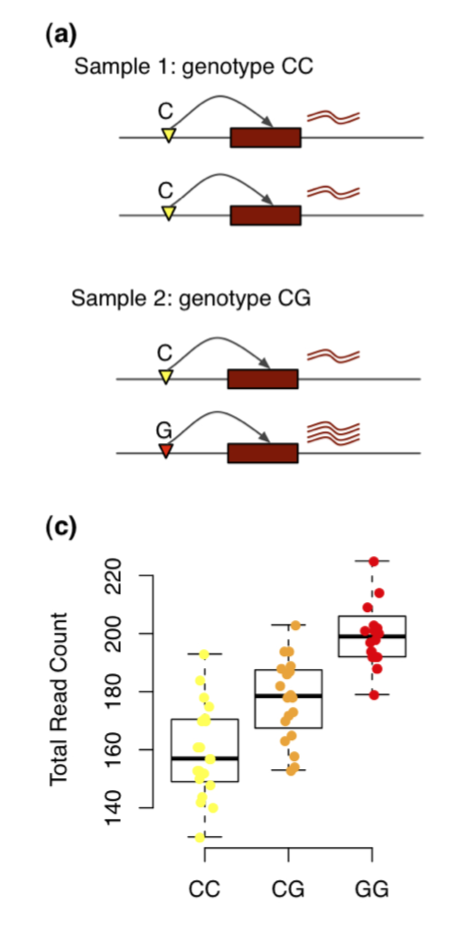 (a)
Sample 1: genotype CC
C
C
Sample 2: genotype CG
C
G
(c)
Total Read Count
220
200
180
160
140
CC CG GG